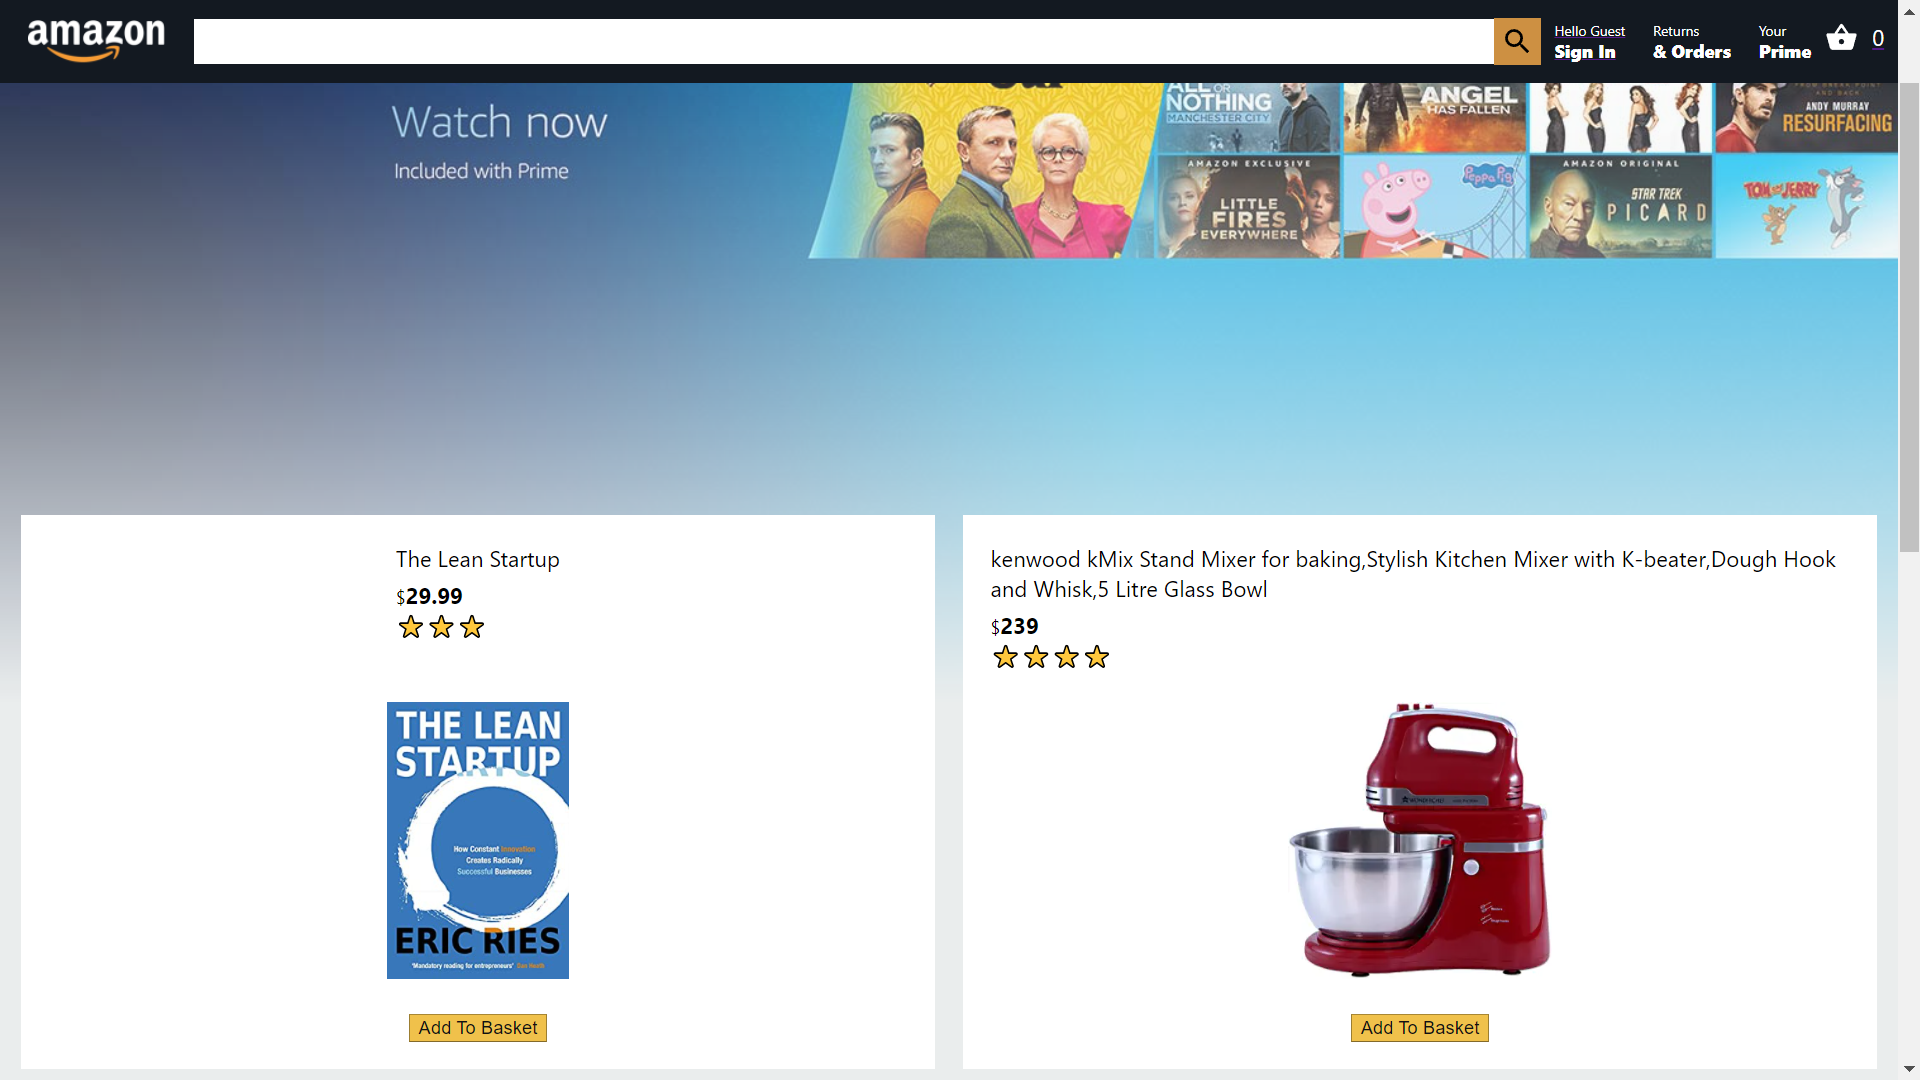 amazon
Hello Guest
Sign In
Returns
& Orders
Your
Prime
0
Watch now
Included with Prime
ALL OR
NOTHING
MANCHESTER CITY
ANGEL
HAS FALLEN
ANDY MURRAY
RESURFACING
AMAZON EXCLUSIVE
LITTLE
FIRES
EVERYWHERE
Peppa Pig
AMAZON ORIGINAL
STAR TREK
PICARD
TOM and JERRY
The Lean Startup
$29.99
THE LEAN
STARTUP
How Constant Innovation
Creates Radically
Successful Businesses
ERIC RIES
'Mandatory reading for entrepreneurs'
Add To Basket
kenwood kMix Stand Mixer for baking,Stylish Kitchen Mixer with K-beater,Dough Hook
and Whisk,5 Litre Glass Bowl
$239
Add To Basket